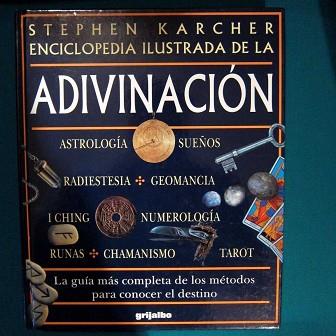 STEPHEN KARCHER
ENCICLOPEDIA ILUSTRADA DE LA
ADIVINACIÓN
ASTROLOGÍA SUEÑOS
RADIESTESIA GEOMANCIA
I CHING NUMEROLOGÍA
RUNAS CHAMANISMO TAROT
La guía más completa de los métodos
para conocer el destino
grijalbo